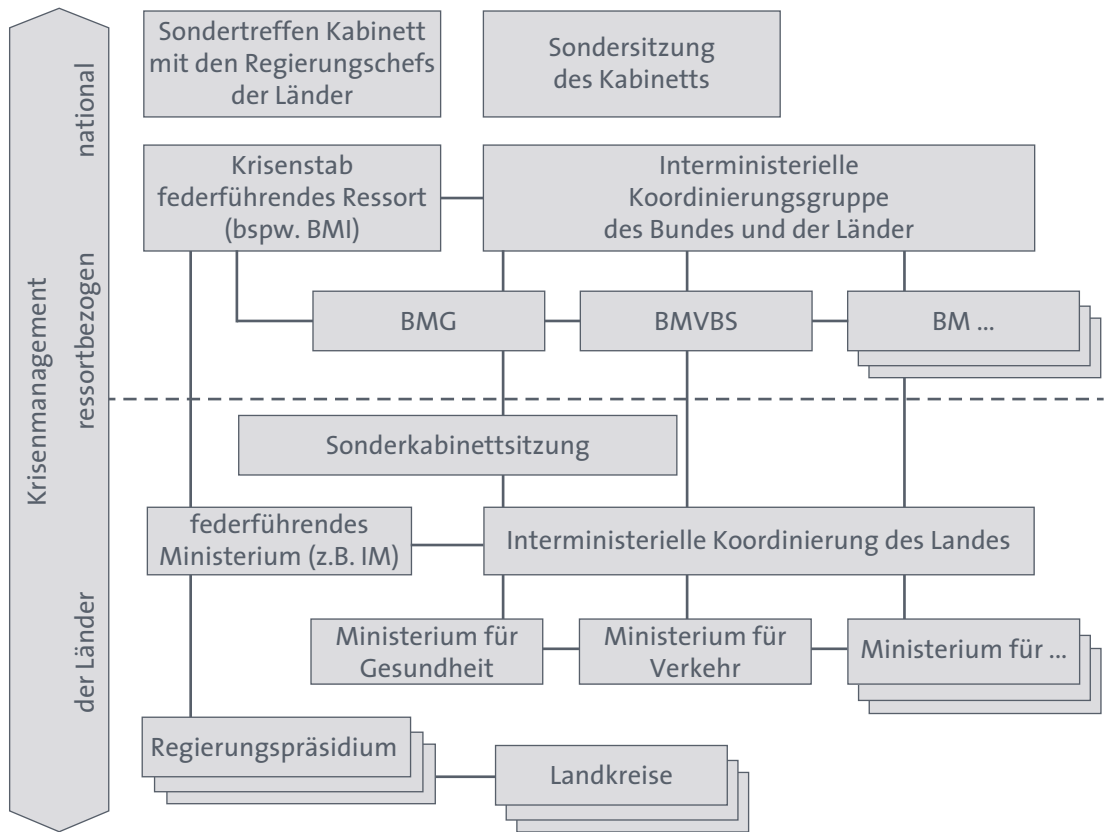 Krisenmanagement
national
ressortbezogen
der Länder
Sondertreffen Kabinett
mit den Regierungschefs
der Länder
Sondersitzung
des Kabinetts
Krisenstab
federführendes Ressort
(bspw. BMI)
Interministerielle
Koordinierungsgruppe
des Bundes und der Länder
BMG
BMVBS
BM ...
Sonderkabinettsitzung
federführendes
Ministerium (z.B. IM)
Interministerielle Koordinierung des Landes
Ministerium für
Gesundheit
Ministerium für
Verkehr
Ministerium für ...
Regierungspräsidium
Landkreise